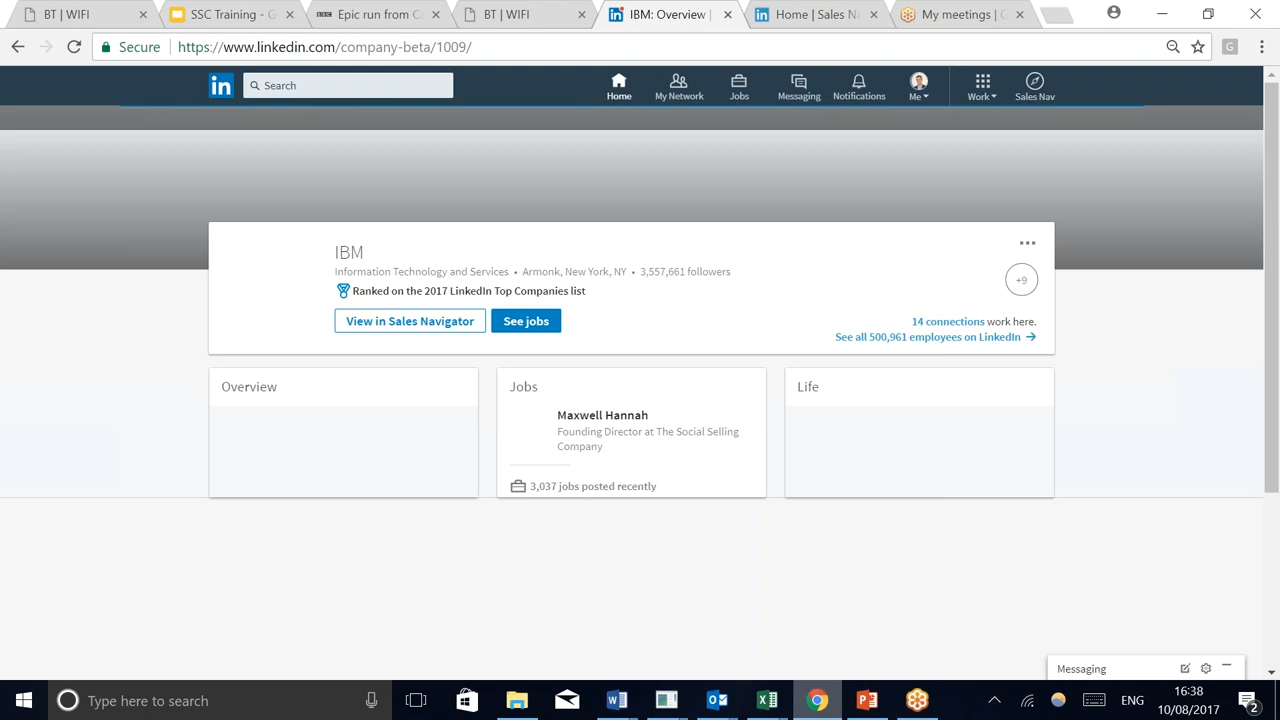 BT | WIFI
SSC Training - G
Epic run from Ca
BT | WIFI
IBM: Overview |
Home | Sales Na
My meetings | G
Secure
https://www.linkedin.com/company-beta/1009/
G
in
Search
Home
My Network
Jobs
Messaging
Notifications
Me
Work
Sales Nav
IBM
Information Technology and Services • Armonk, New York, NY • 3,557,661 followers
Ranked on the 2017 LinkedIn Top Companies list
+9
View in Sales Navigator
See jobs
14 connections work here.
See all 500,961 employees on LinkedIn →
Overview
Jobs
Maxwell Hannah
Founding Director at The Social Selling
Company
3,037 jobs posted recently
Life
Messaging
Type here to search
ENG
16:38
10/08/2017
2